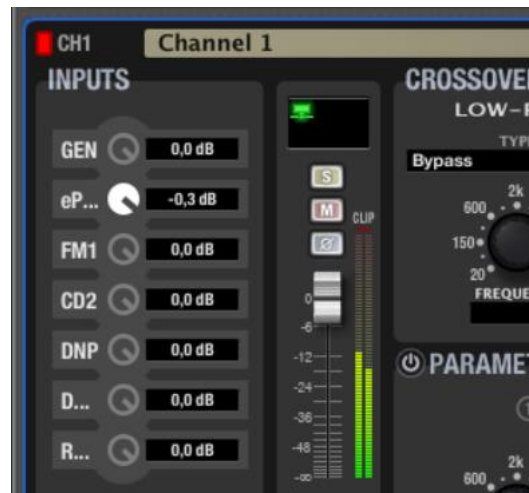 CH1 Channel 1
INPUTS
GEN 0,0 dB
eP... -0,3 dB
FM1 0,0 dB
CD2 0,0 dB
DNP 0,0 dB
D... 0,0 dB
R... 0,0 dB
S
M
CLIP
Ø
0
-6
-12
-24
-36
-48
-∞
CROSSOVE
LOW-
TYP
Bypass
2k
600
150
20
FREQUE
PARAME
2k
600